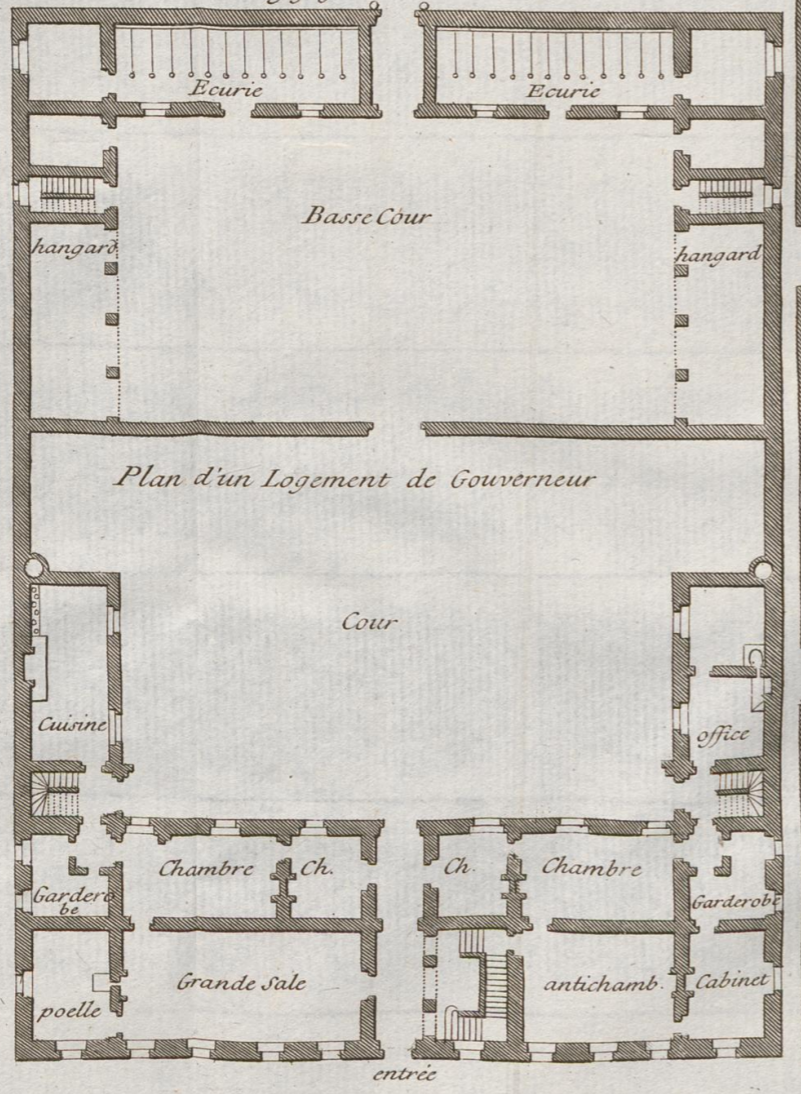 Ecurie
Ecurie
Basse Cour
hangard
hangard
Plan d'un Logement de Gouverneur
Cour
Cuisine
office
Chambre
Ch.
Ch.
Chambre
Gardero
be
Garderobe
Grande Sale
antichamb.
Cabinet
poelle
entrée